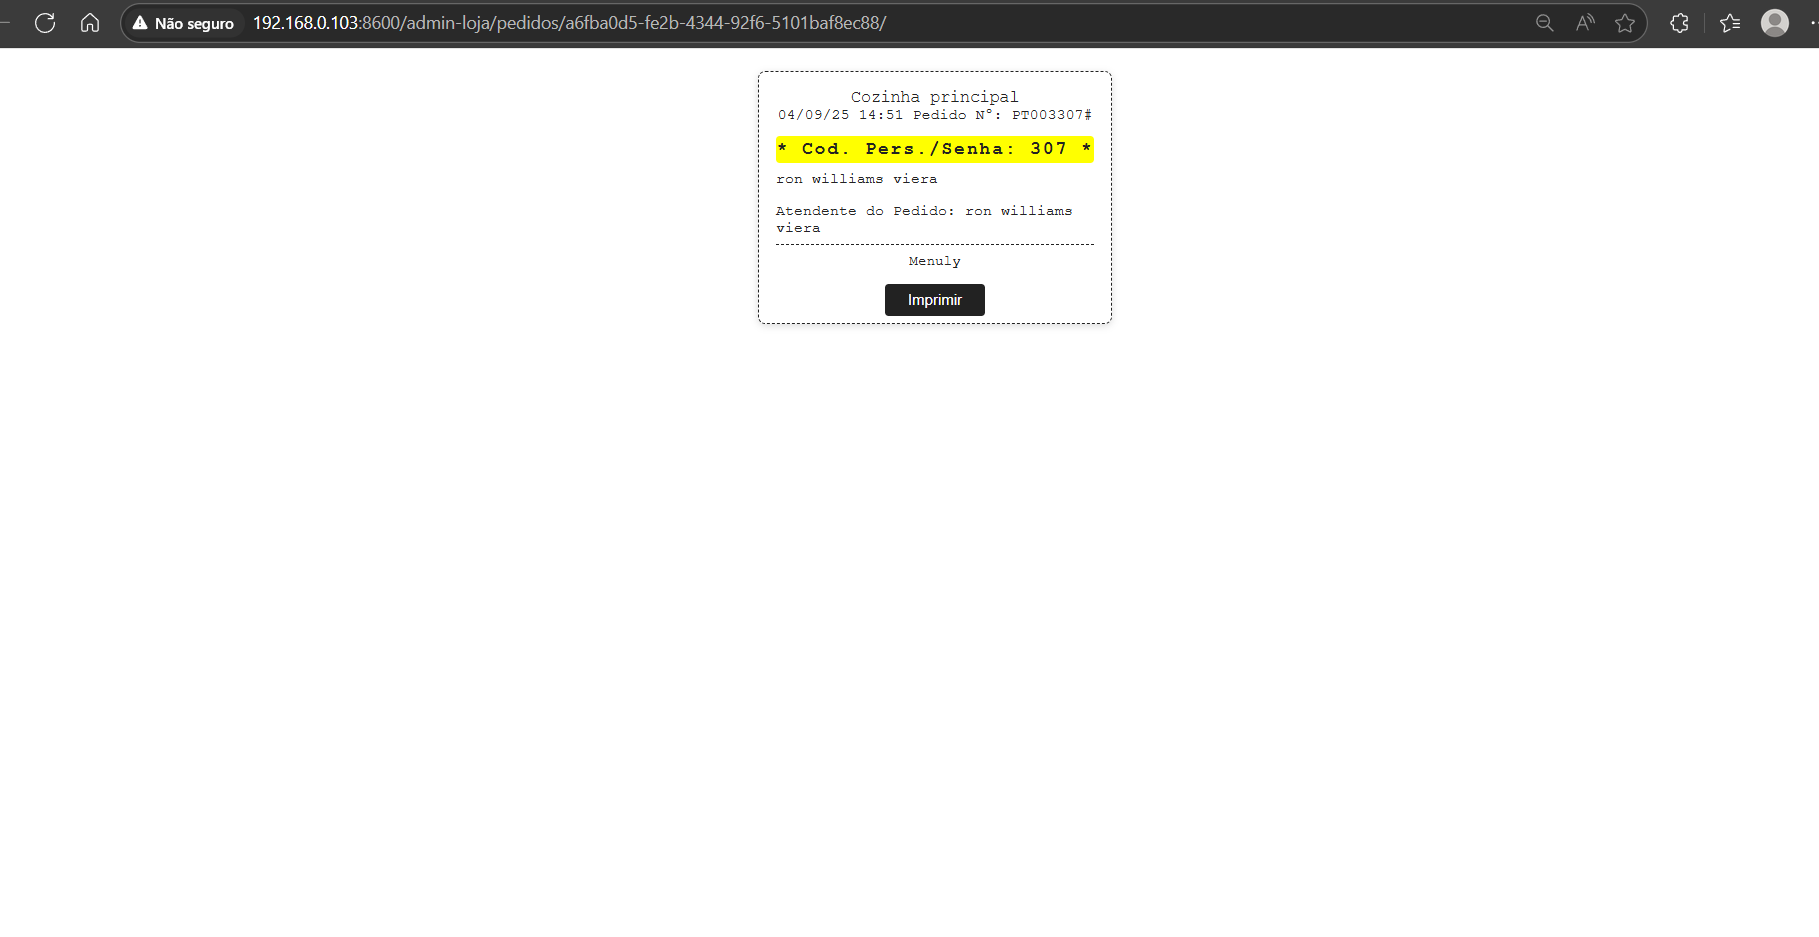 Não seguro 192.168.0.103:8600/admin-loja/pedidos/a6fba0d5-fe2b-4344-92f6-5101baf8ec88/
Cozinha principal
04/09/25 14:51 Pedido Nº: PT003307#
* Cod. Pers./Senha: 307 *
ron williams viera
Atendente do Pedido: ron williams
viera
Menuly
Imprimir